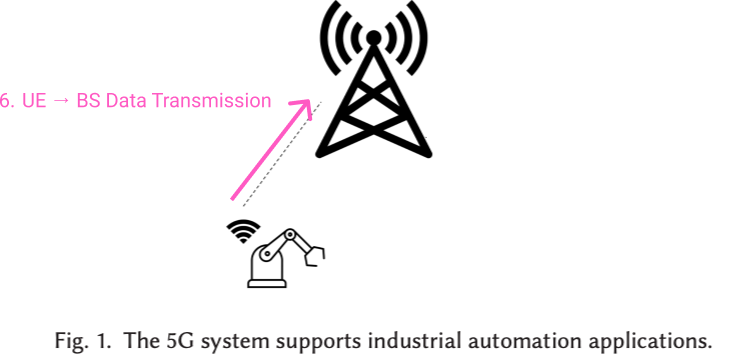 6. UE → BS Data Transmission
Fig. 1. The 5G system supports industrial automation applications.